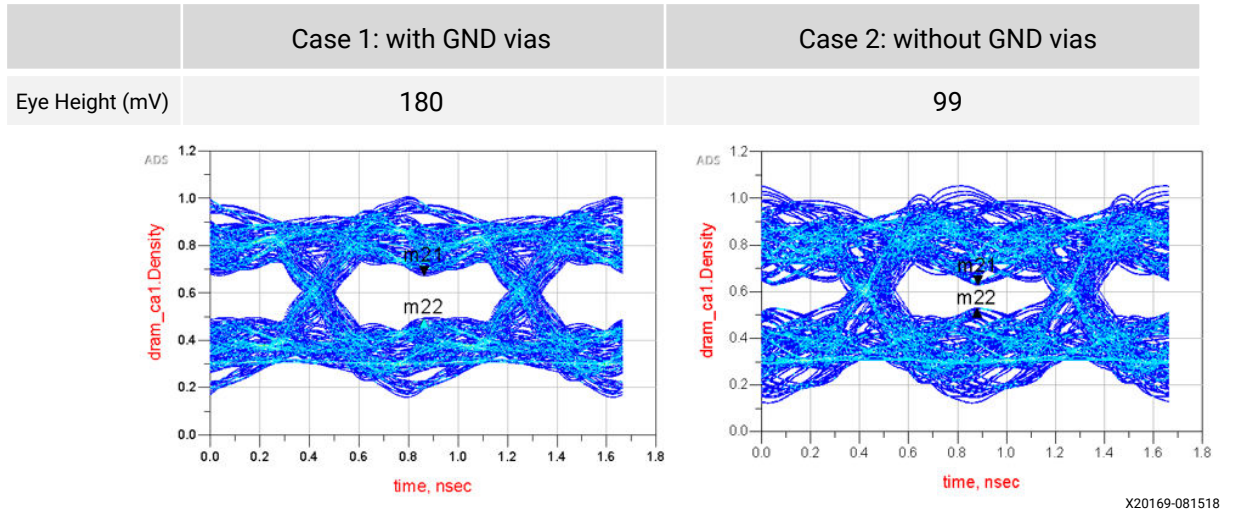 Case 1: with GND vias
Case 2: without GND vias
Eye Height (mV)
180
99
ADS
1.2
1.0
0.8
0.6
0.4
0.2
0.0
dram_ca1.Density
m21
m22
0.0 0.2 0.4 0.6 0.8 1.0 1.2 1.4 1.6 1.8
time, nsec
ADS
1.2
1.0
0.8
0.6
0.4
0.2
0.0
dram_ca1.Density
m21
m22
0.0 0.2 0.4 0.6 0.8 1.0 1.2 1.4 1.6 1.8
time, nsec
X20169-081518